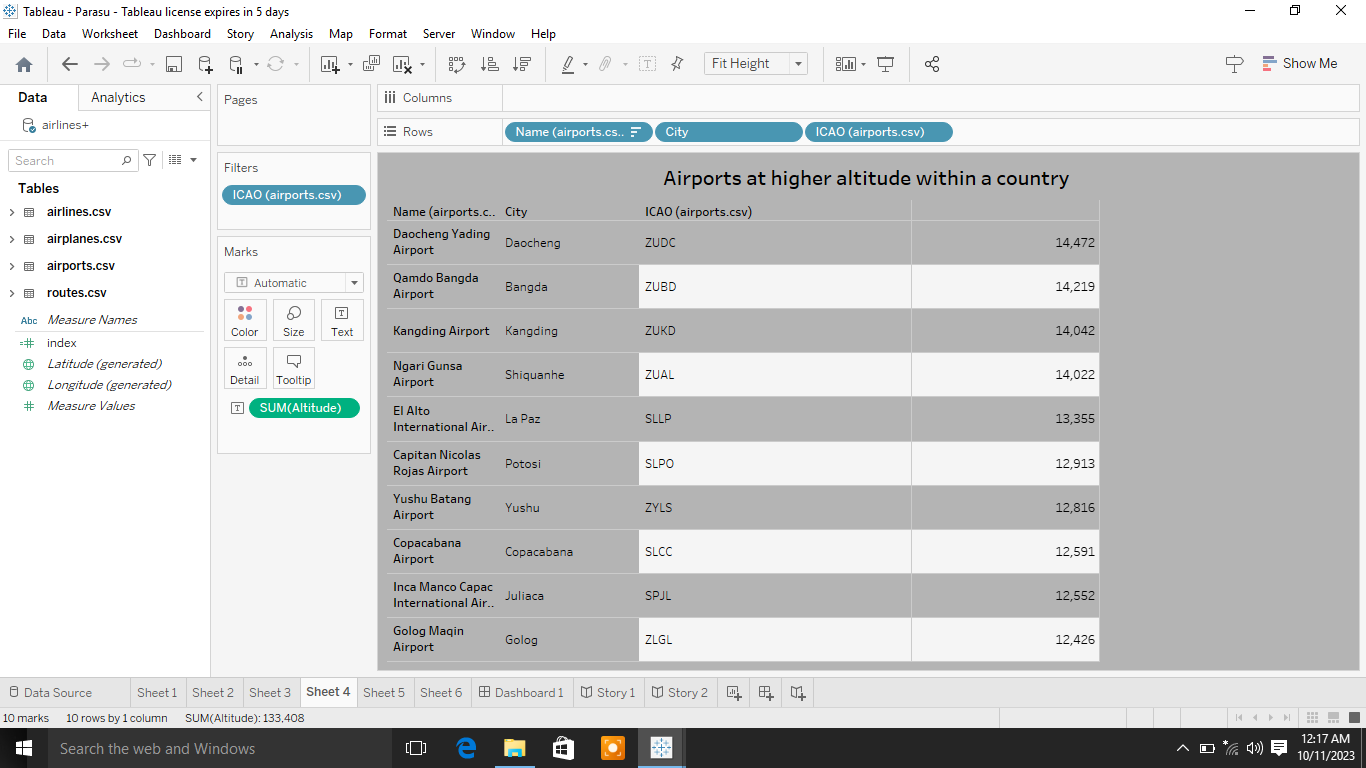 Tableau - Parasu - Tableau license expires in 5 days
File Data Worksheet Dashboard Story Analysis Map Format Server Window Help
Fit Height
Show Me
Data Analytics
airlines+
Search
Tables
airlines.csv
airplanes.csv
airports.csv
routes.csv
Abc Measure Names
index
Latitude (generated)
Longitude (generated)
Measure Values
Pages
Filters
ICAO (airports.csv)
Marks
Automatic
Color Size Text
Detail Tooltip
SUM(Altitude)
Columns
Rows Name (airports.cs.. City ICAO (airports.csv)
Airports at higher altitude within a country
Name (airports.c.. City ICAO (airports.csv)
Daocheng Yading
Airport Daocheng ZUDC 14,472
Qamdo Bangda
Airport Bangda ZUBD 14,219
Kangding Airport Kangding ZUKD 14,042
Ngari Gunsa
Airport Shiquanhe ZUAL 14,022
El Alto
International Air.. La Paz SLLP 13,355
Capitan Nicolas
Rojas Airport Potosi SLPO 12,913
Yushu Batang
Airport Yushu ZYLS 12,816
Copacabana
Airport Copacabana SLCC 12,591
Inca Manco Capac
International Air.. Juliaca SPJL 12,552
Golog Maqin
Airport Golog ZLGL 12,426
Data Source Sheet 1 Sheet 2 Sheet 3 Sheet 4 Sheet 5 Sheet 6 Dashboard 1 Story 1 Story 2
10 marks 10 rows by 1 column SUM(Altitude): 133,408
Search the web and Windows
12:17 AM
10/11/2023